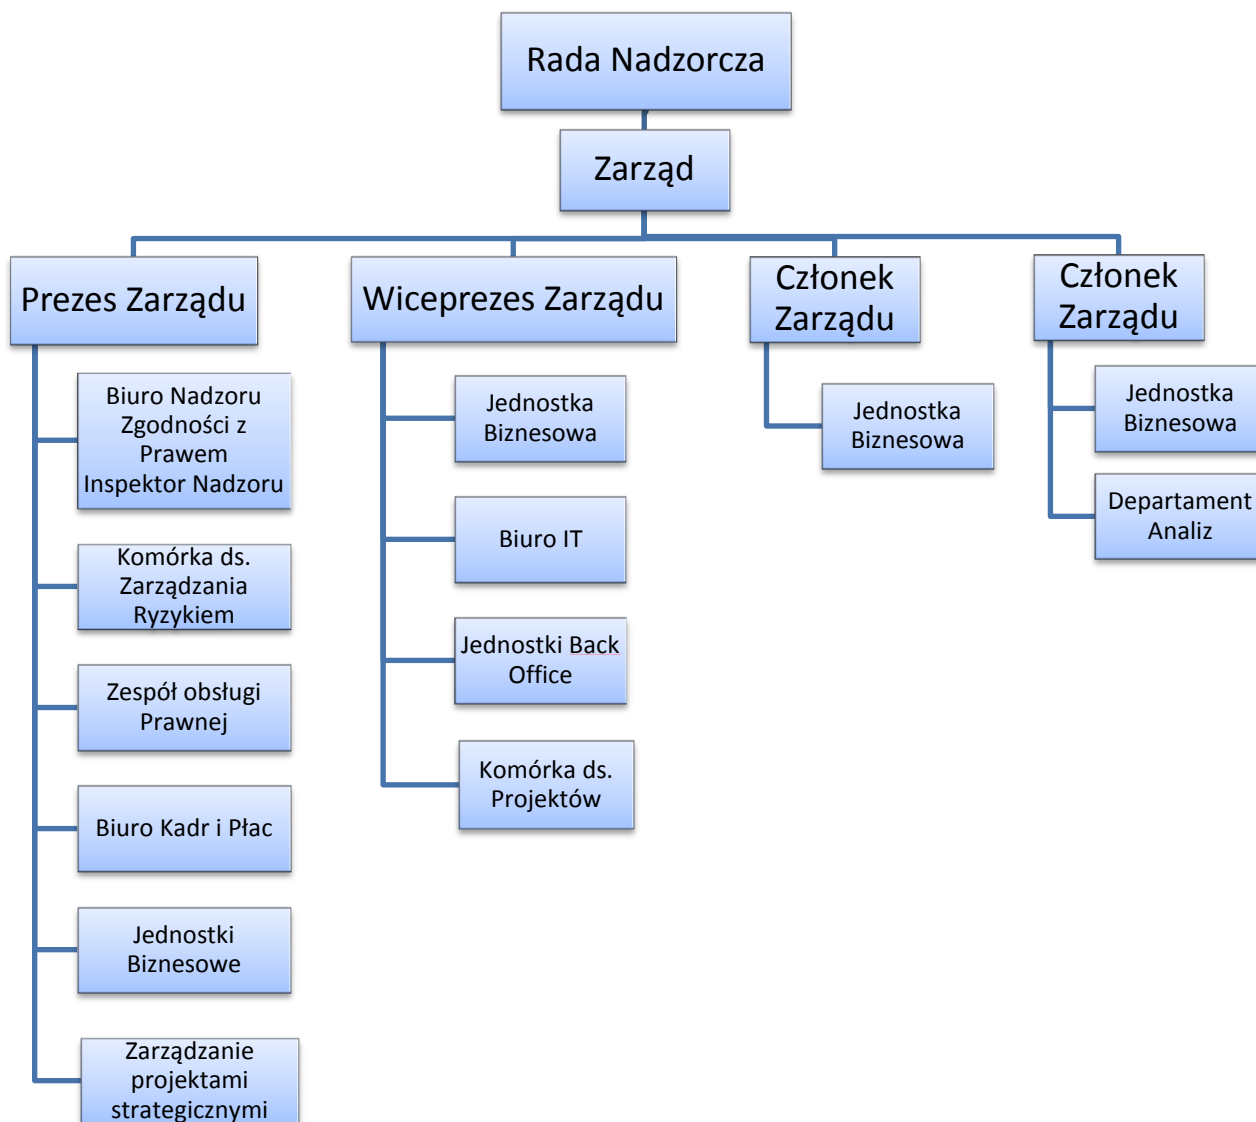 Rada Nadzorcza
Zarząd
Prezes Zarządu
Wiceprezes Zarządu
Członek
Zarządu
Członek
Zarządu
Biuro Nadzoru
Zgodności z
Prawem
Inspektor Nadzoru
Komórka ds.
Zarządzania
Ryzykiem
Zespół obsługi
Prawnej
Biuro Kadr i Płac
Jednostki
Biznesowe
Zarządzanie
projektami
strategicznymi
Jednostka
Biznesowa
Biuro IT
Jednostki Back
Office
Komórka ds.
Projektów
Jednostka
Biznesowa
Jednostka
Biznesowa
Departament
Analiz